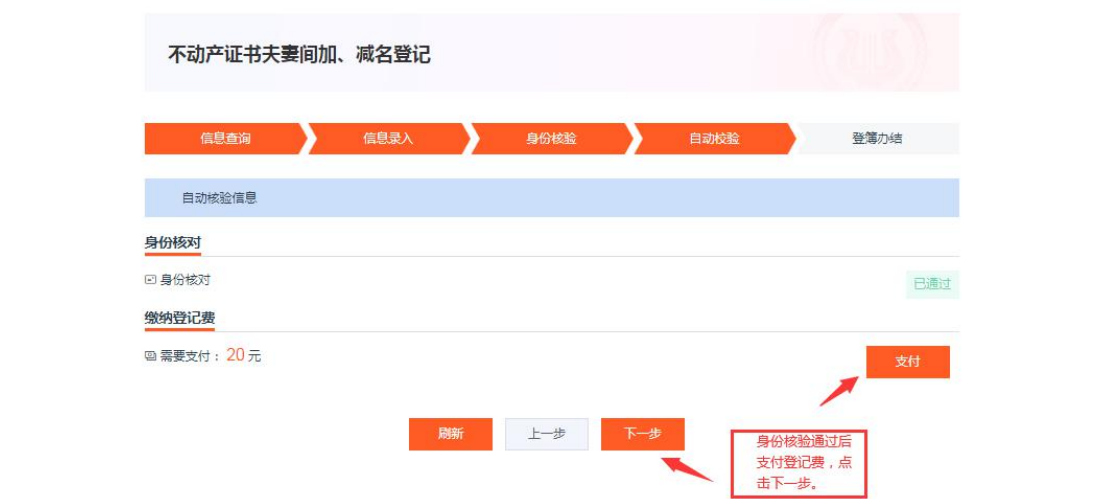 不动产证书夫妻间加、减名登记
信息查询
信息录入
身份核验
自动校验
登簿办结
自动核验信息
身份核对
身份核对
已通过
缴纳登记费
需要支付：20元
支付
刷新
上一步
下一步
身份核验通过后
支付登记费，点
击下一步。